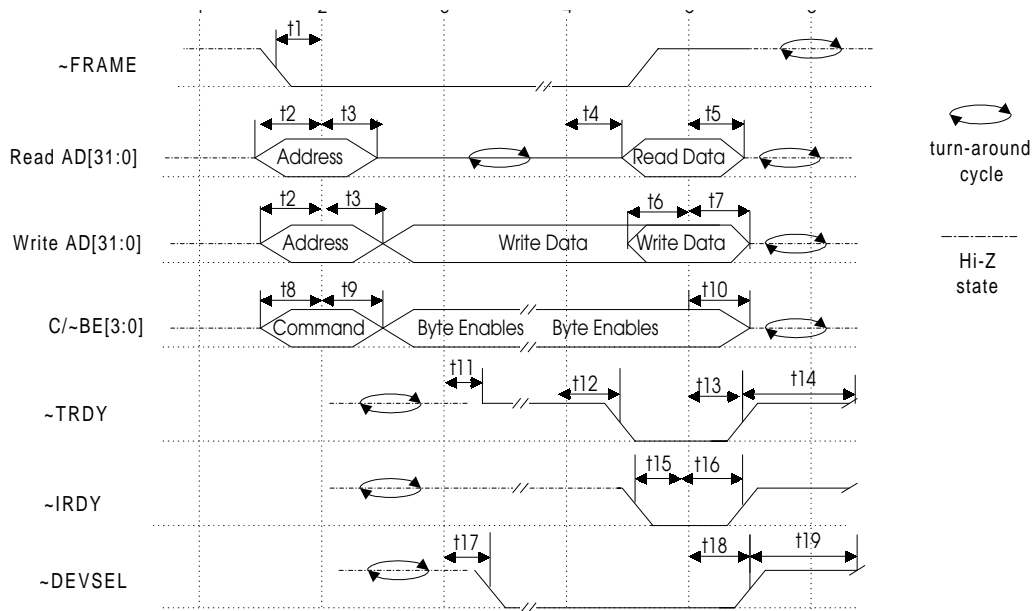 t1
~FRAME
t2 t3 t4 t5
Read AD[31:0] Address Read Data
turn-around
cycle
t2 t3 t6 t7
Write AD[31:0] Address Write Data Write Data
Hi-Z
state
t8 t9 t10
C/~BE[3:0] Command Byte Enables Byte Enables
t11 t12 t13 t14
~TRDY
t15 t16
~IRDY
t17 t18 t19
~DEVSEL